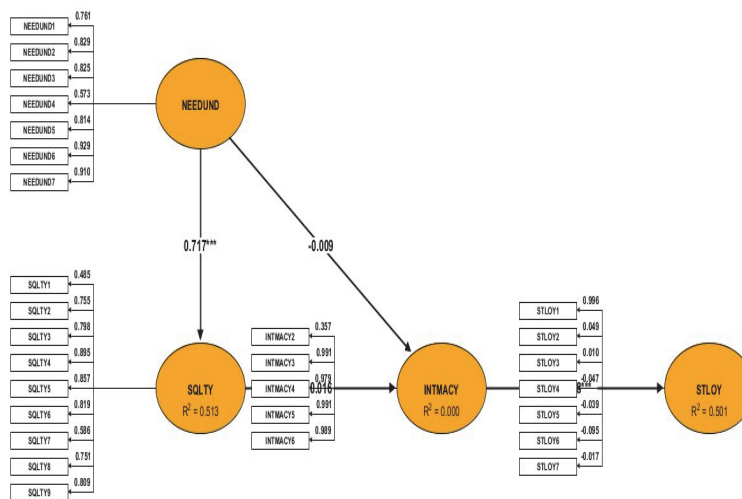 0.761
NEEDUND1
0.829
NEEDUND2
0.825
NEEDUND3
0.573
NEEDUND4
0.814
NEEDUND5
0.929
NEEDUND6
0.910
NEEDUND7
NEEDUND
0.717***
-0.009
0.485
SQLTY1
0.755
SQLTY2
0.798
SQLTY3
0.895
SQLTY4
0.857
SQLTY5
0.819
SQLTY6
0.586
SQLTY7
0.751
SQLTY8
0.809
SQLTY9
SQLTY
R² = 0.513
0.357
INTMACY2
0.991
INTMACY3
0.979
INTMACY4
0.016
0.991
INTMACY5
0.989
INTMACY6
INTMACY
R² = 0.000
0.996
STLOY1
0.049
STLOY2
0.010
STLOY3
-0.047
STLOY4
-0.039
STLOY5
-0.095
STLOY6
-0.017
STLOY7
STLOY
R² = 0.501